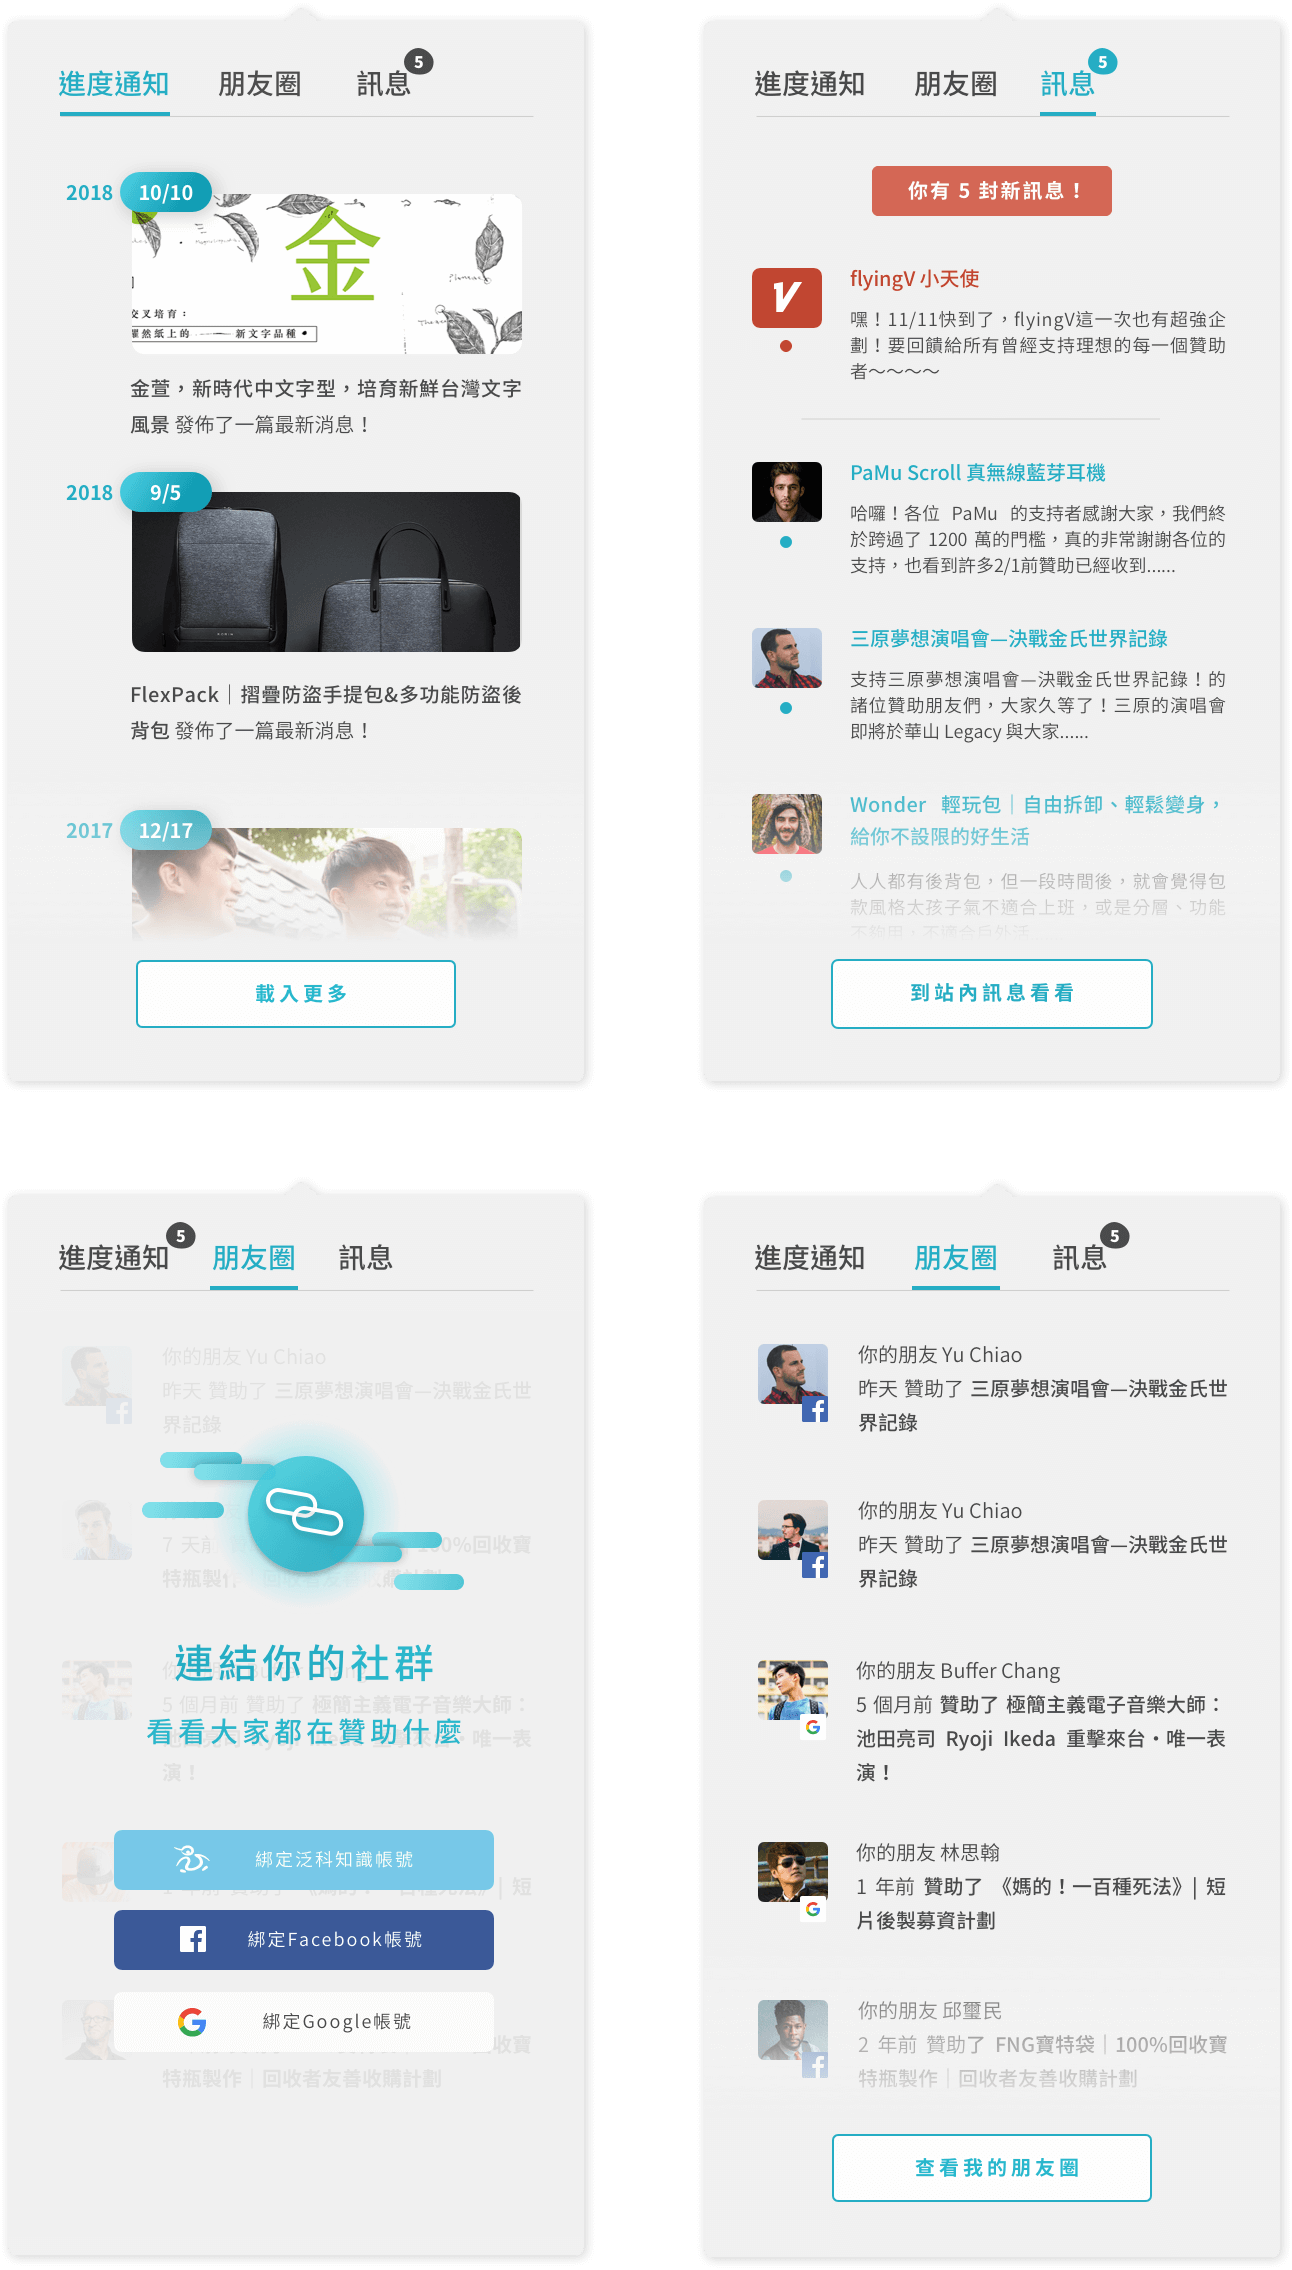 進度通知
朋友圈
訊息
5
2018
10/10
金
交叉培育：
躍然紙上的
新文字品種
金萱，新時代中文字型，培育新鮮台灣文字
風景 發佈了一篇最新消息！
2018
9/5
FlexPack｜摺疊防盜手提包&多功能防盜後
背包 發佈了一篇最新消息！
2017
12/17
載入更多
進度通知
朋友圈
訊息
5
你有 5 封新訊息！
V
flyingV 小天使
嘿！11/11快到了，flyingV這一次也有超強企
劃！要回饋給所有曾經支持理想的每一個贊助
者～～～～
PaMu Scroll 真無線藍芽耳機
哈囉！各位 PaMu 的支持者感謝大家，我們終
於跨過了 1200 萬的門檻，真的非常謝謝各位的
支持，也看到許多2/1前贊助已經收到......
三原夢想演唱會—決戰金氏世界記錄
支持三原夢想演唱會—決戰金氏世界記錄！的
諸位贊助朋友們，大家久等了！三原的演唱會
即將於華山 Legacy 與大家......
Wonder 輕玩包｜自由拆卸、輕鬆變身，
給你不設限的好生活
人人都有後背包，但一段時間後，就會覺得包
款風格太孩子氣不適合上班，或是分層、功能
到站內訊息看看
進度通知
5
朋友圈
訊息
你的朋友 Yu Chiao
昨天 贊助了 三原夢想演唱會—決戰金氏世
界記錄
7 天前
100%回收寶
特瓶製作
5 個月前 贊助了 極簡主義電子音樂大師：
唯一表
演！
連結你的社群
看看大家都在贊助什麼
綁定泛科知識帳號
綁定Facebook帳號
綁定Google帳號
特瓶製作｜回收者友善收購計劃
進度通知
朋友圈
訊息
5
你的朋友 Yu Chiao
昨天 贊助了 三原夢想演唱會—決戰金氏世
界記錄
你的朋友 Yu Chiao
昨天 贊助了 三原夢想演唱會—決戰金氏世
界記錄
你的朋友 Buffer Chang
5 個月前 贊助了 極簡主義電子音樂大師：
池田亮司 Ryoji Ikeda 重擊來台・唯一表
演！
你的朋友 林思翰
1 年前 贊助了 《媽的！一百種死法》| 短
片後製募資計劃
你的朋友 邱璽民
2 年前 贊助了 FNG寶特袋｜100%回收寶
特瓶製作｜回收者友善收購計劃
查看我的朋友圈